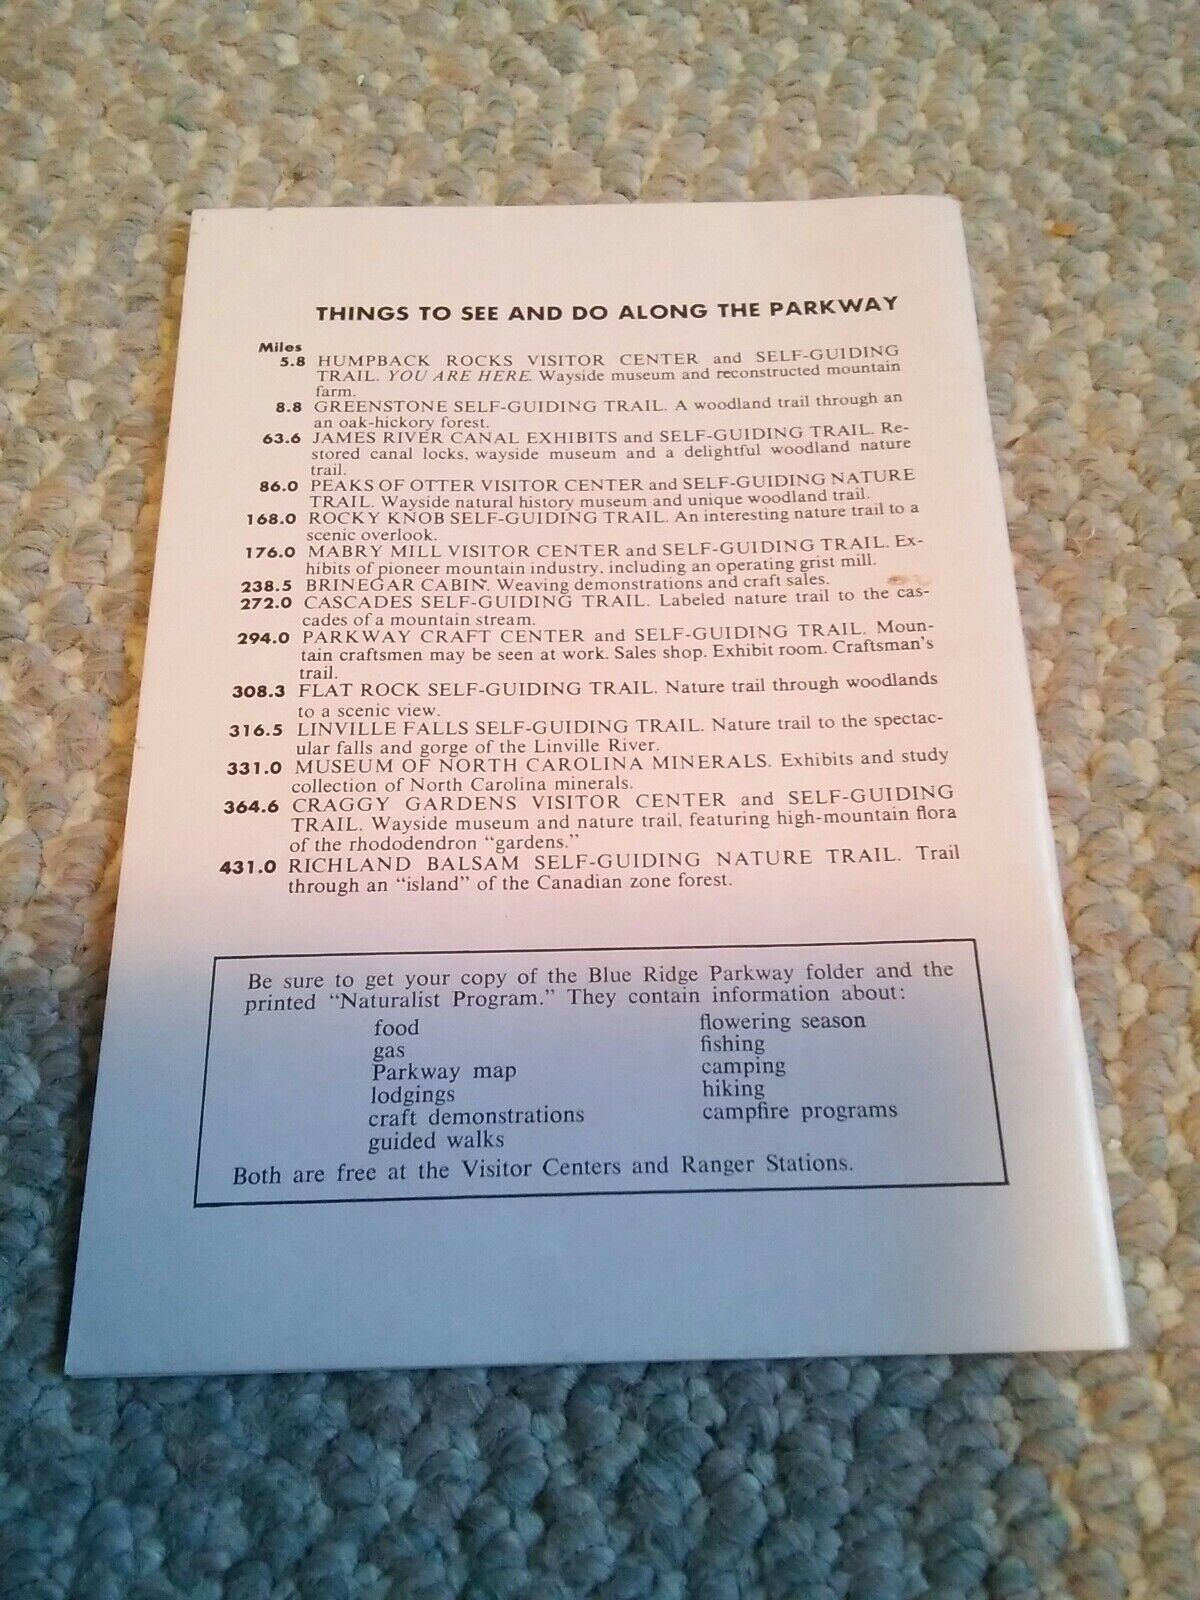 THINGS TO SEE AND DO ALONG THE PARKWAY
Miles
5.8 HUMPBACK ROCKS VISITOR CENTER and SELF-GUIDING
TRAIL. YOU ARE HERE. Wayside museum and reconstructed mountain
farm.
8.8 GREENSTONE SELF-GUIDING TRAIL. A woodland trail through an
an oak-hickory forest.
63.6 JAMES RIVER CANAL EXHIBITS and SELF-GUIDING TRAIL. Re-
stored canal locks, wayside museum and a delightful woodland nature
trail.
86.0 PEAKS OF OTTER VISITOR CENTER and SELF-GUIDING NATURE
TRAIL. Wayside natural history museum and unique woodland trail.
168.0 ROCKY KNOB SELF-GUIDING TRAIL. An interesting nature trail to a
scenic overlook.
176.0 MABRY MILL VISITOR CENTER and SELF-GUIDING TRAIL. Ex-
hibits of pioneer mountain industry, including an operating grist mill.
238.5 BRINEGAR CABIN. Weaving demonstrations and craft sales.
272.0 CASCADES SELF-GUIDING TRAIL. Labeled nature trail to the cas-
cades of a mountain stream.
294.0 PARKWAY CRAFT CENTER and SELF-GUIDING TRAIL. Moun-
tain craftsmen may be seen at work. Sales shop. Exhibit room. Craftsman's
trail.
308.3 FLAT ROCK SELF-GUIDING TRAIL. Nature trail through woodlands
to a scenic view.
316.5 LINVILLE FALLS SELF-GUIDING TRAIL. Nature trail to the spectac-
ular falls and gorge of the Linville River.
331.0 MUSEUM OF NORTH CAROLINA MINERALS. Exhibits and study
collection of North Carolina minerals.
364.6 CRAGGY GARDENS VISITOR CENTER and SELF-GUIDING
TRAIL. Wayside museum and nature trail, featuring high-mountain flora
of the rhododendron "gardens."
431.0 RICHLAND BALSAM SELF-GUIDING NATURE TRAIL. Trail
through an "island" of the Canadian zone forest.
Be sure to get your copy of the Blue Ridge Parkway folder and the
printed "Naturalist Program." They contain information about:
food
gas
Parkway map
lodgings
craft demonstrations
guided walks
flowering season
fishing
camping
hiking
campfire programs
Both are free at the Visitor Centers and Ranger Stations.